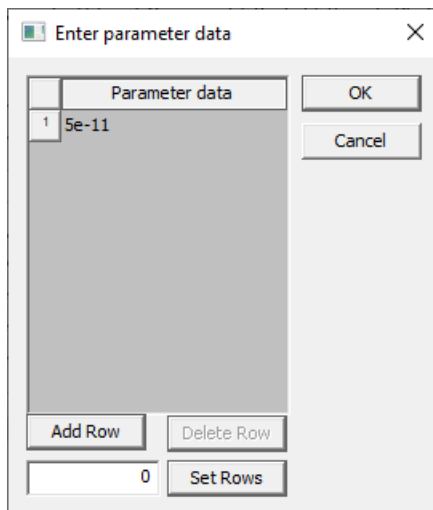 Enter parameter data
Parameter data
OK
1 5e-11
Cancel
Add Row
Delete Row
0
Set Rows